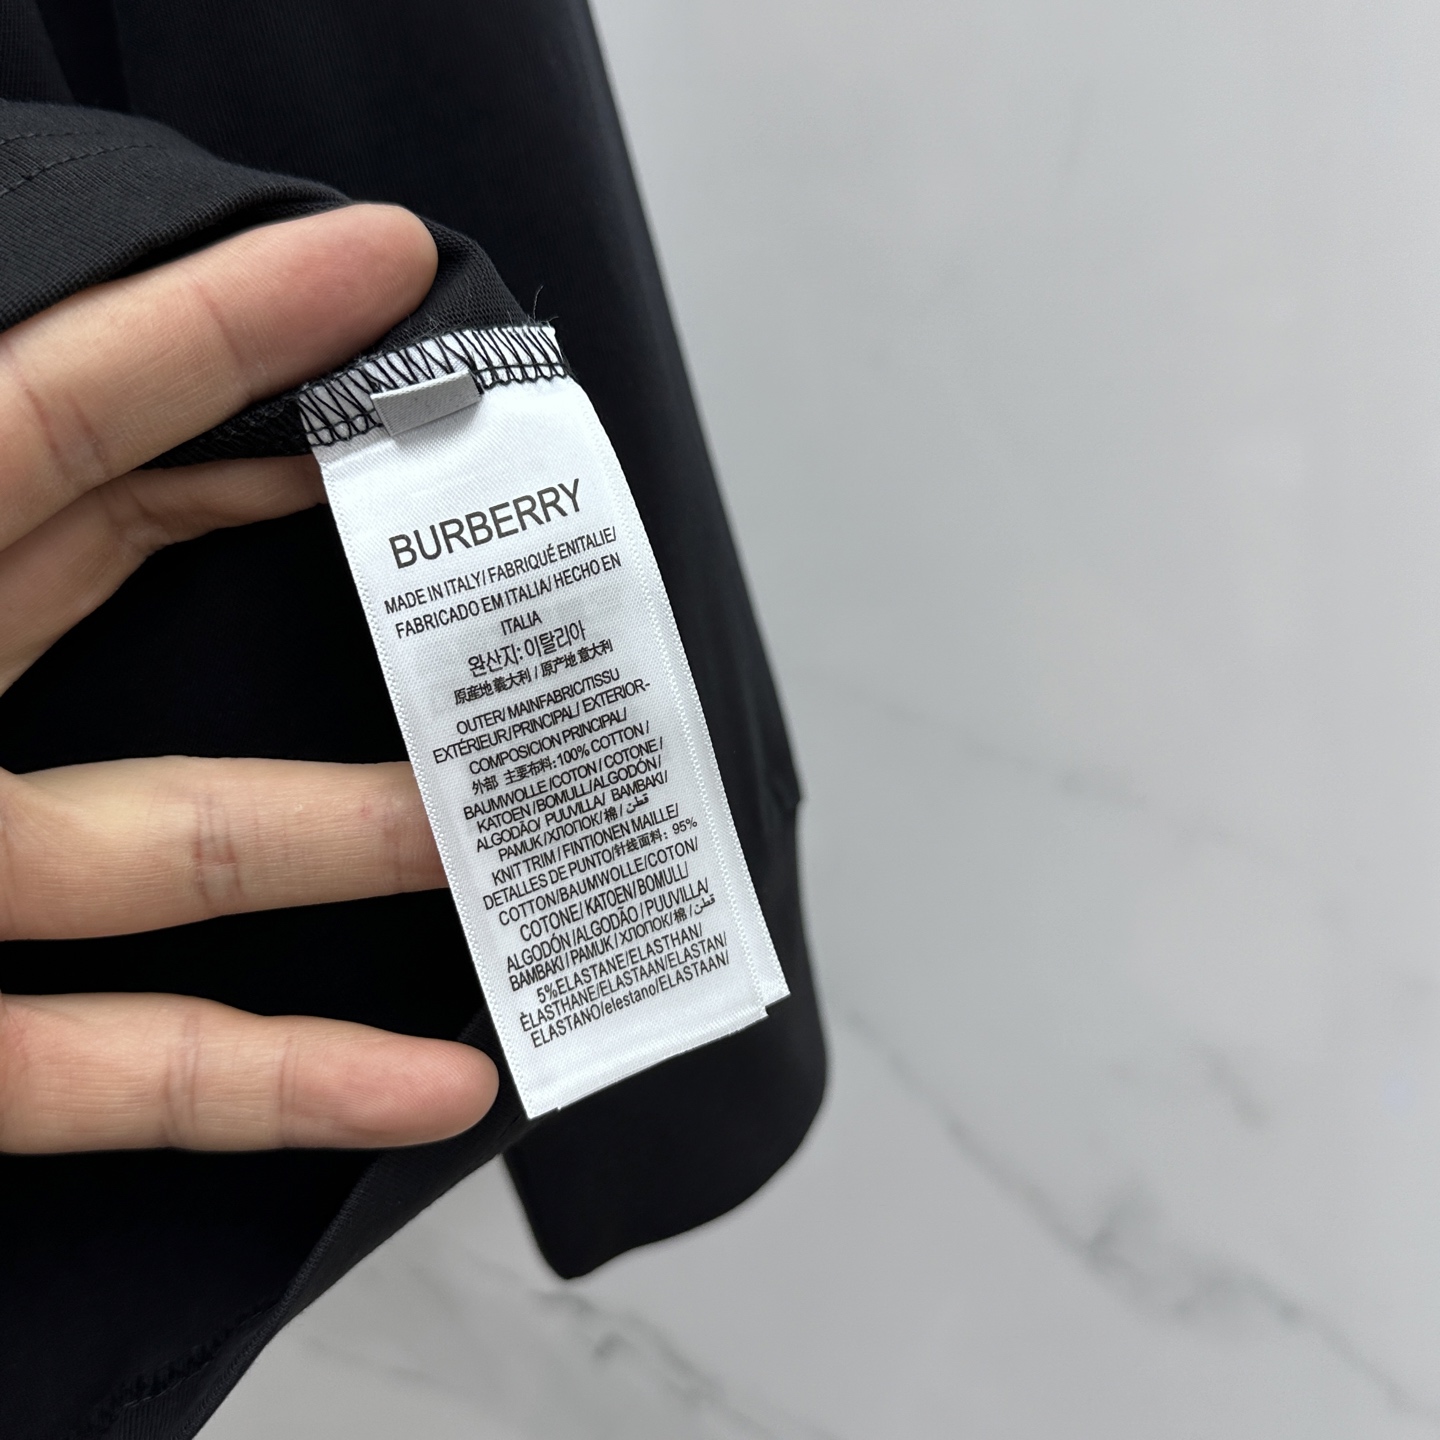 BURBERRY
MADE IN ITALY/ FABRIQUÉ ENITALIE/
FABRICADO EM ITALIA/ HECHO EN
ITALIA
완산지: 이탈리아
原産地 義大利 / 原产地 意大利
OUTER/ MAINFABRIC/TISSU
EXTÉRIEUR/PRINCIPAL/ EXTERIOR-
COMPOSICION PRINCIPAL/
外部 主要布料: 100% COTTON /
BAUMWOLLE /COTON / COTONE /
KATOEN /BOMULL/ALGODÓN/
ALGODÃO/ PUUVILLA/ BAMBAKI/
PAMUK /ХЛОПОК/ 棉 / قطن
KNIT TRIM / FINTIONEN MAILLE/
DETALLES DE PUNTO/针线面料: 95%
COTTON/BAUMWOLLE/COTON/
COTONE/ KATOEN/ BOMULL/
ALGODÓN/ALGODÃO / PUUVILLA/
BAMBAKI / PAMUK / ХЛОПОК/ 棉 / قطن
5%ELASTANE/ELASTHAN/
ÈLASTHANE/ELASTAAN/ELASTAN/
ELASTANO/elestano/ELASTAAN/